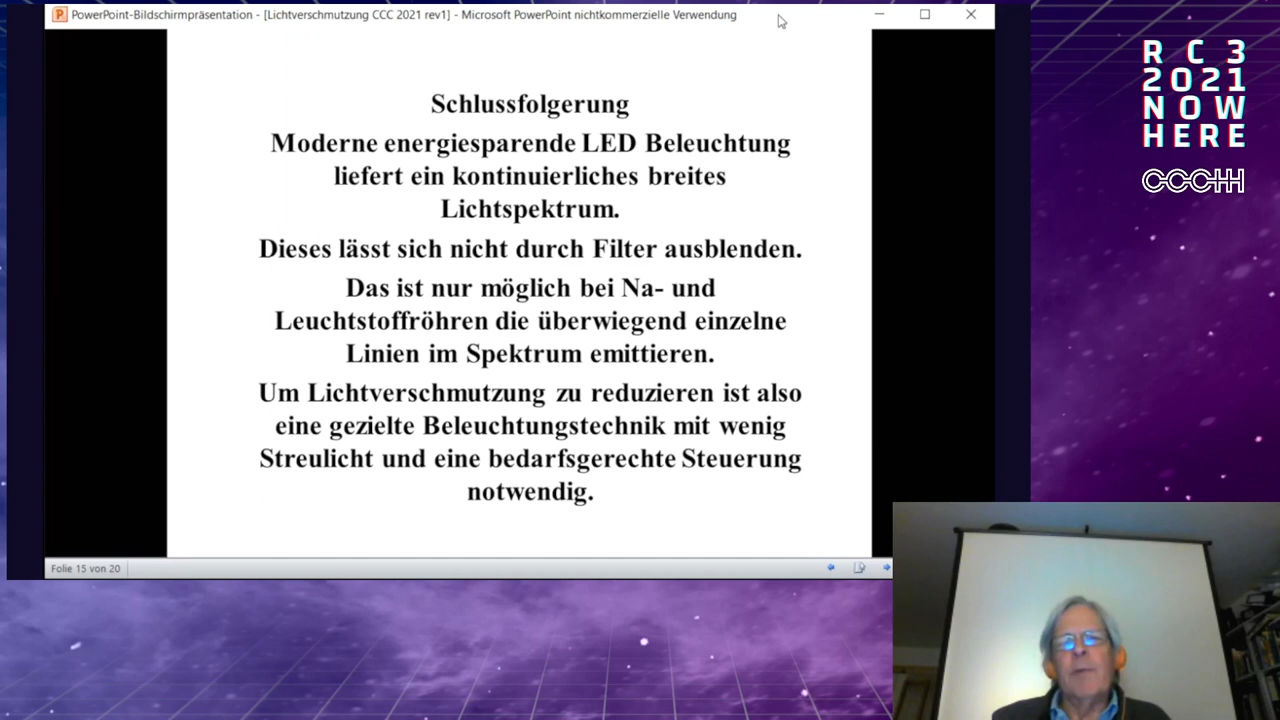 PowerPoint-Bildschirmpräsentation - [Lichtverschmutzung CCC 2021 rev1] - Microsoft PowerPoint nichtkommerzielle Verwendung
Schlussfolgerung
Moderne energiesparende LED Beleuchtung
liefert ein kontinuierliches breites
Lichtspektrum.
Dieses lässt sich nicht durch Filter ausblenden.
Das ist nur möglich bei Na- und
Leuchtstoffröhren die überwiegend einzelne
Linien im Spektrum emittieren.
Um Lichtverschmutzung zu reduzieren ist also
eine gezielte Beleuchtungstechnik mit wenig
Streulicht und eine bedarfsgerechte Steuerung
notwendig.
Folie 15 von 20
RC3
2021
NOW
HERE
CCCHH